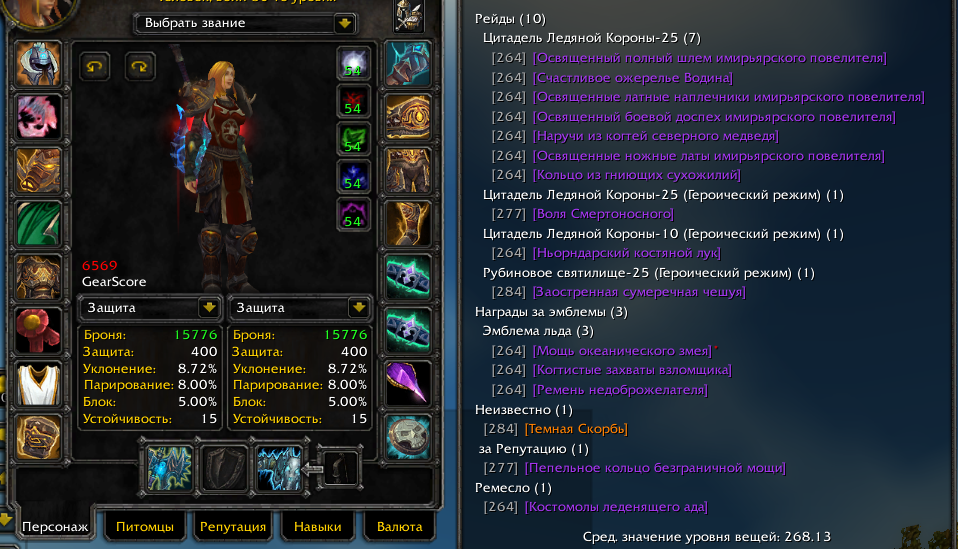 Выбрать звание
54
54
54
54
54
6569
GearScore
Защита
Защита
Броня: 15776
Защита: 400
Уклонение: 8.72%
Парирование: 8.00%
Блок: 5.00%
Устойчивость: 15
Броня: 15776
Защита: 400
Уклонение: 8.72%
Парирование: 8.00%
Блок: 5.00%
Устойчивость: 15
Персонаж
Питомцы
Репутация
Навыки
Валюта
Рейды (10)
Цитадель Ледяной Короны-25 (7)
[264] [Освященный полный шлем имирьярского повелителя]
[264] [Счастливое ожерелье Водина]
[264] [Освященные латные наплечники имирьярского повелителя]
[264] [Освященный боевой доспех имирьярского повелителя]
[264] [Наручи из когтей северного медведя]
[264] [Освященные ножные латы имирьярского повелителя]
[264] [Кольцо из гниющих сухожилий]
Цитадель Ледяной Короны-25 (Героический режим) (1)
[277] [Воля Смертоносного]
Цитадель Ледяной Короны-10 (Героический режим) (1)
[264] [Ньорндарский костяной лук]
Рубиновое святилище-25 (Героический режим) (1)
[284] [Заостренная сумеречная чешуя]
Награды за эмблемы (3)
Эмблема льда (3)
[264] [Мощь океанического змея]*
[264] [Когтистые захваты взломщика]
[264] [Ремень недоброжелателя]
Неизвестно (1)
[284] [Темная Скорбь]
за Репутацию (1)
[277] [Пепельное кольцо безграничной мощи]
Ремесло (1)
[264] [Костомолы леденящего ада]
Сред. значение уровня вещей: 268.13